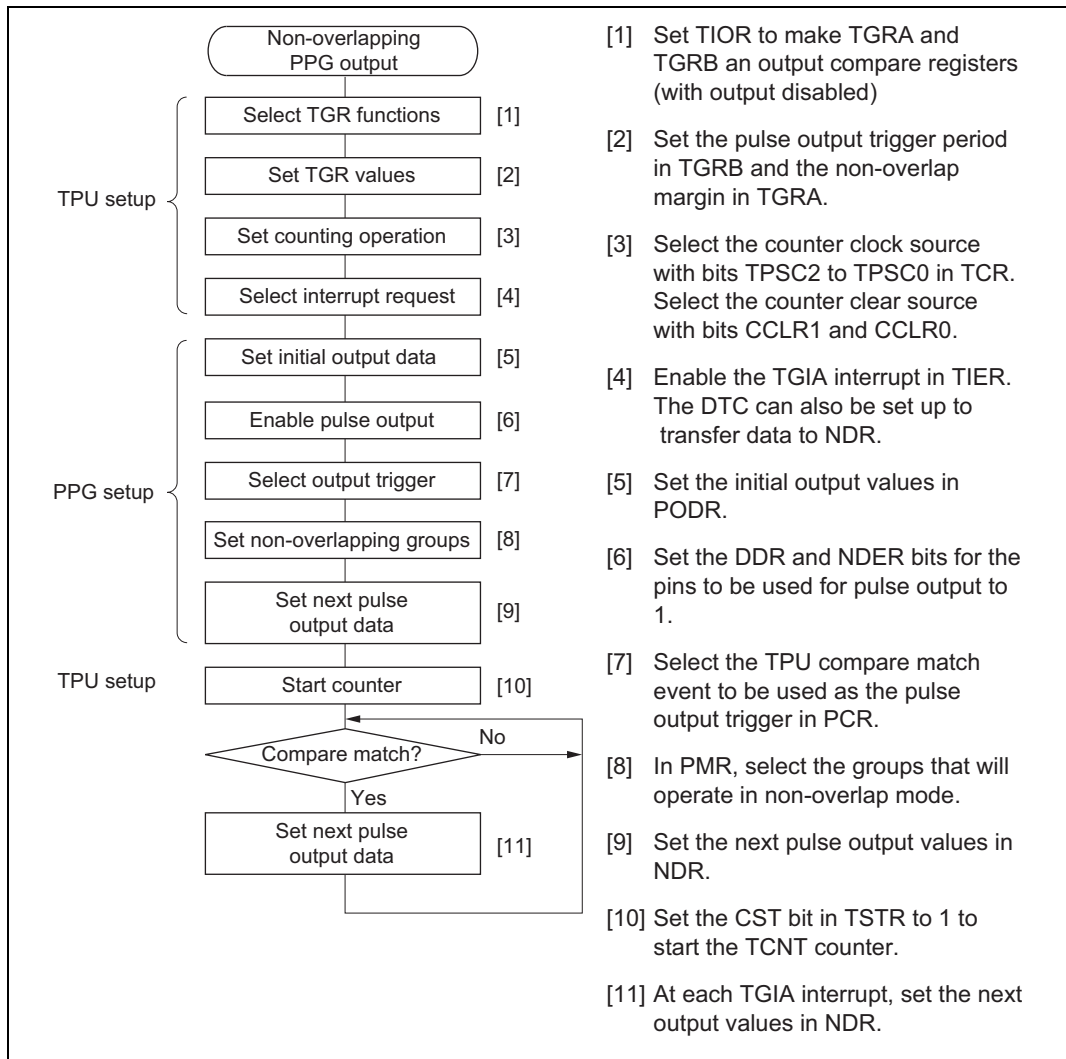 Non-overlapping
PPG output
TPU setup
Select TGR functions [1]
Set TGR values [2]
Set counting operation [3]
Select interrupt request [4]
PPG setup
Set initial output data [5]
Enable pulse output [6]
Select output trigger [7]
Set non-overlapping groups [8]
Set next pulse
output data [9]
TPU setup
Start counter [10]
Compare match?
No
Yes
Set next pulse
output data [11]
[1] Set TIOR to make TGRA and
TGRB an output compare registers
(with output disabled)
[2] Set the pulse output trigger period
in TGRB and the non-overlap
margin in TGRA.
[3] Select the counter clock source
with bits TPSC2 to TPSC0 in TCR.
Select the counter clear source
with bits CCLR1 and CCLR0.
[4] Enable the TGIA interrupt in TIER.
The DTC can also be set up to
transfer data to NDR.
[5] Set the initial output values in
PODR.
[6] Set the DDR and NDER bits for the
pins to be used for pulse output to
1.
[7] Select the TPU compare match
event to be used as the pulse
output trigger in PCR.
[8] In PMR, select the groups that will
operate in non-overlap mode.
[9] Set the next pulse output values in
NDR.
[10] Set the CST bit in TSTR to 1 to
start the TCNT counter.
[11] At each TGIA interrupt, set the next
output values in NDR.